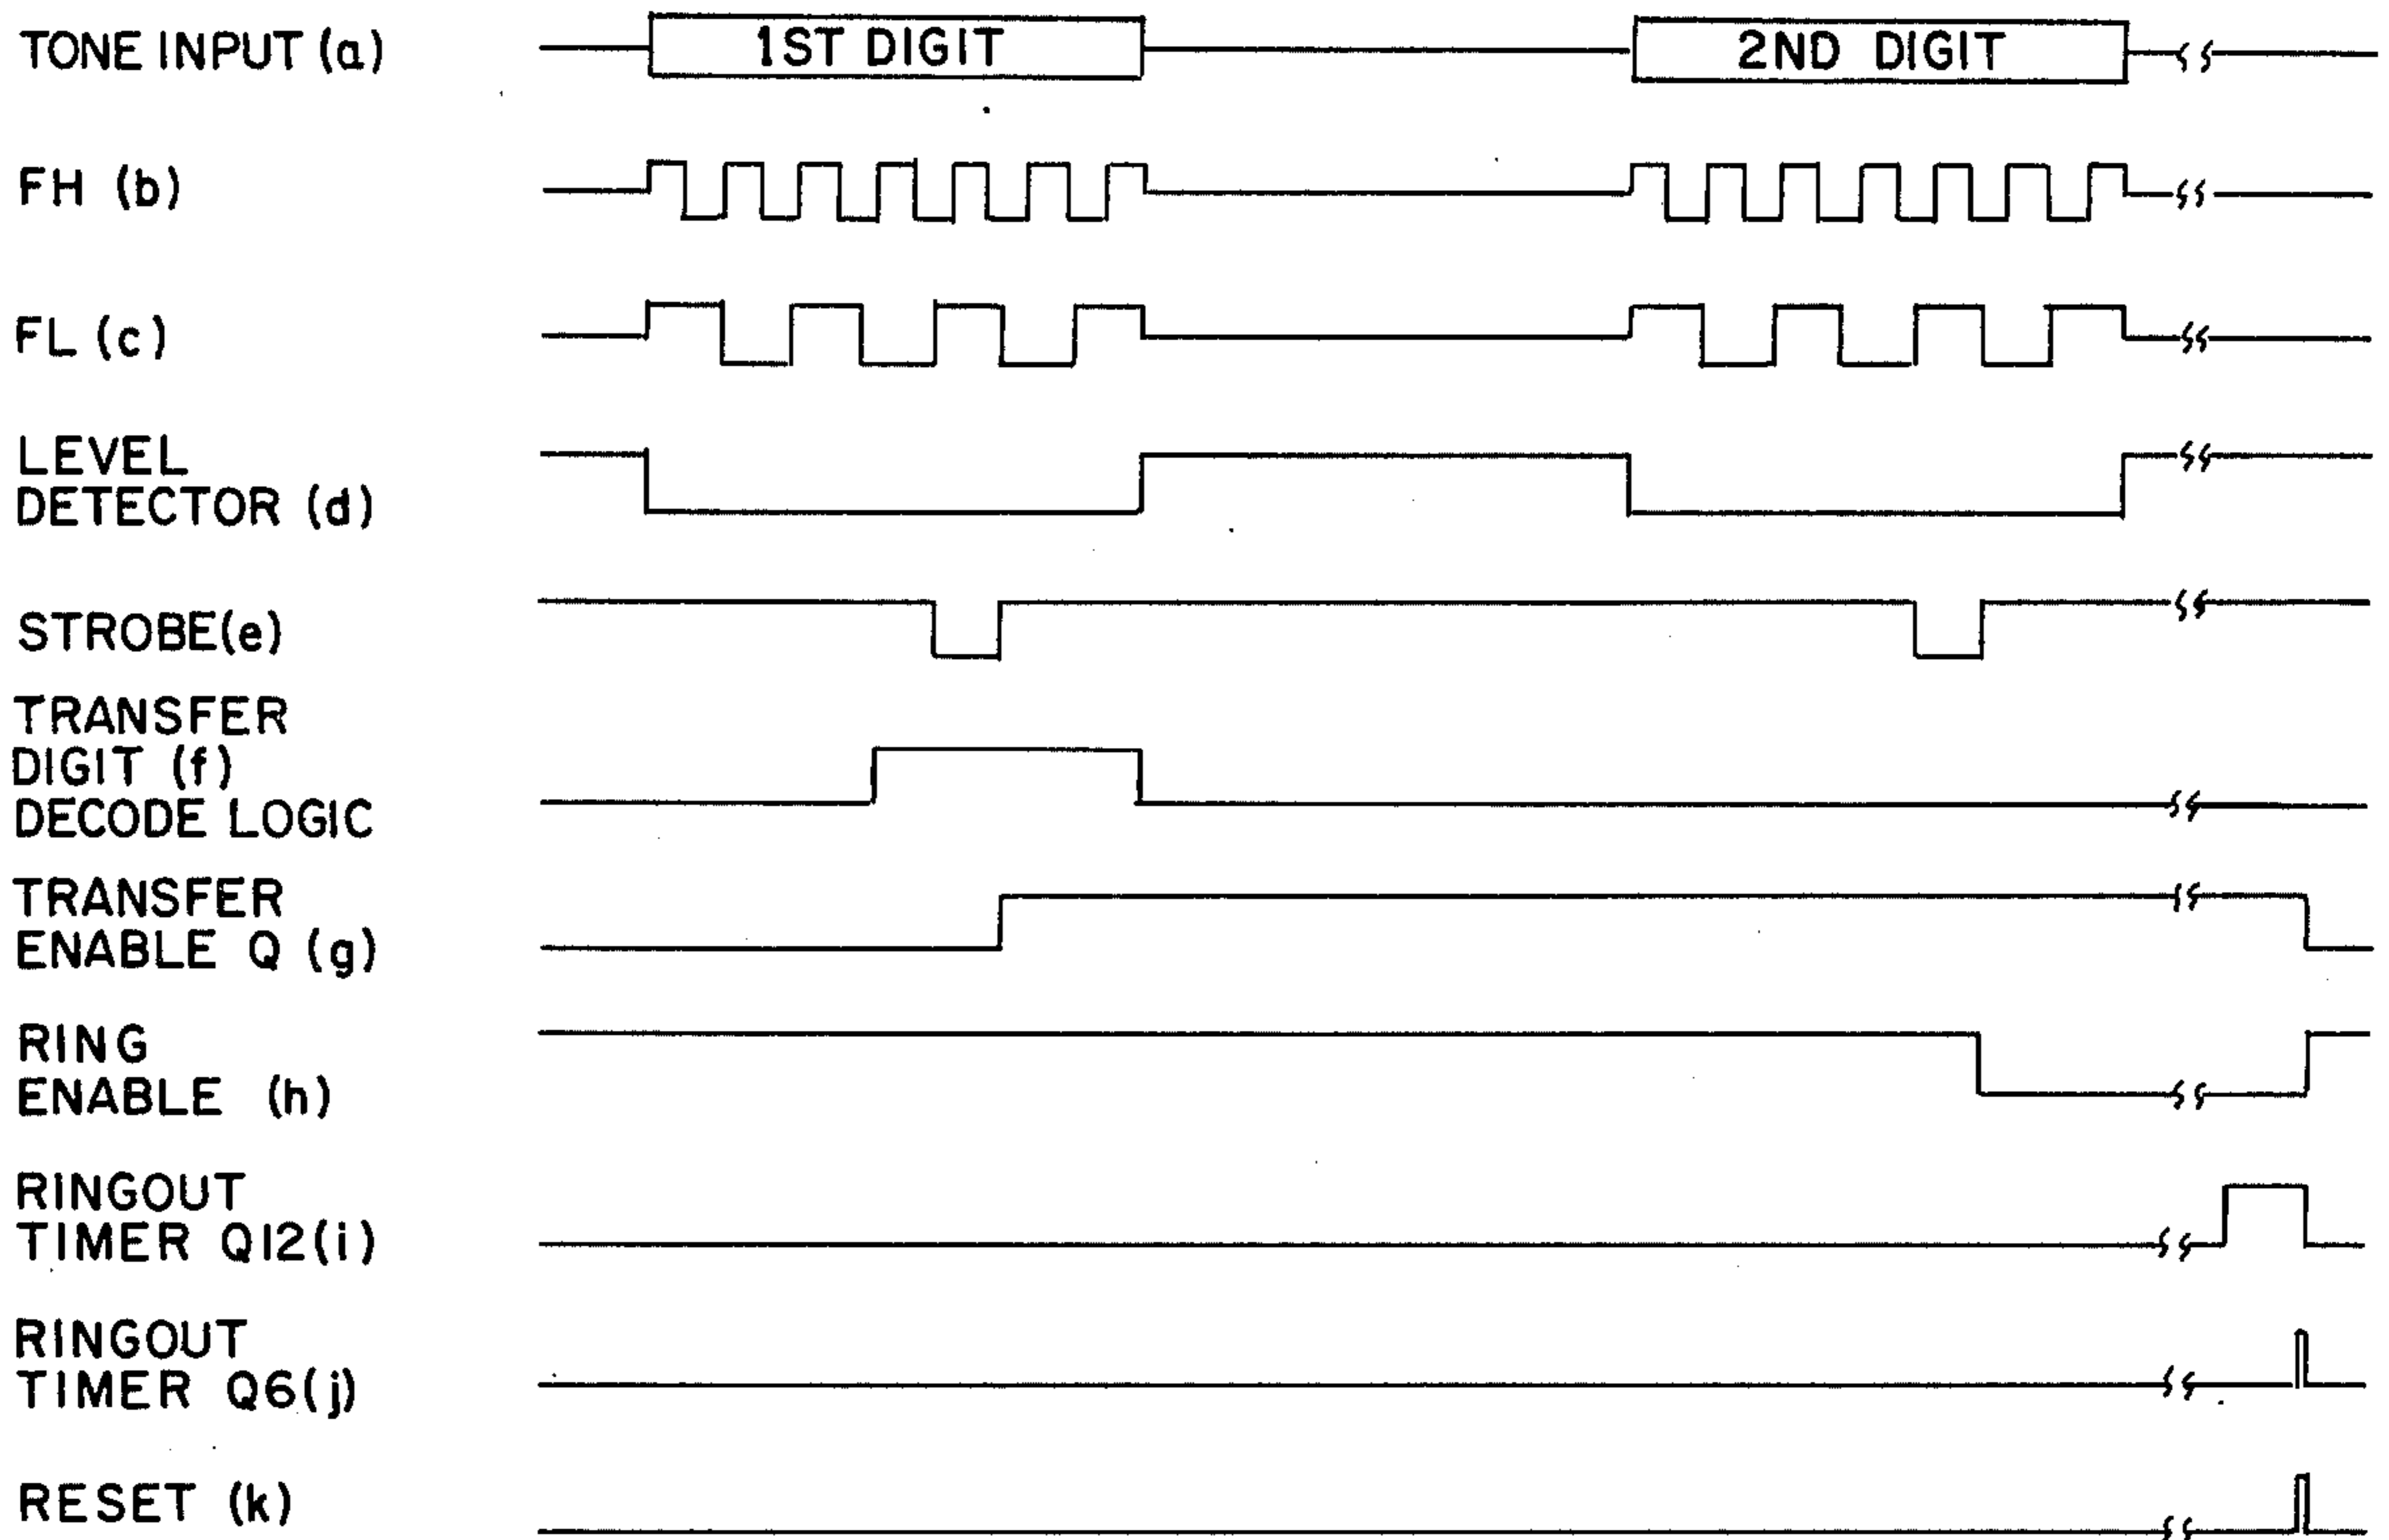 TONE INPUT (a)
1ST DIGIT
2ND DIGIT
FH (b)
FL (c)
LEVEL
DETECTOR (d)
STROBE(e)
TRANSFER
DIGIT (f)
DECODE LOGIC
TRANSFER
ENABLE Q (g)
RING
ENABLE (h)
RINGOUT
TIMER Q12(i)
RINGOUT
TIMER Q6(j)
RESET (k)